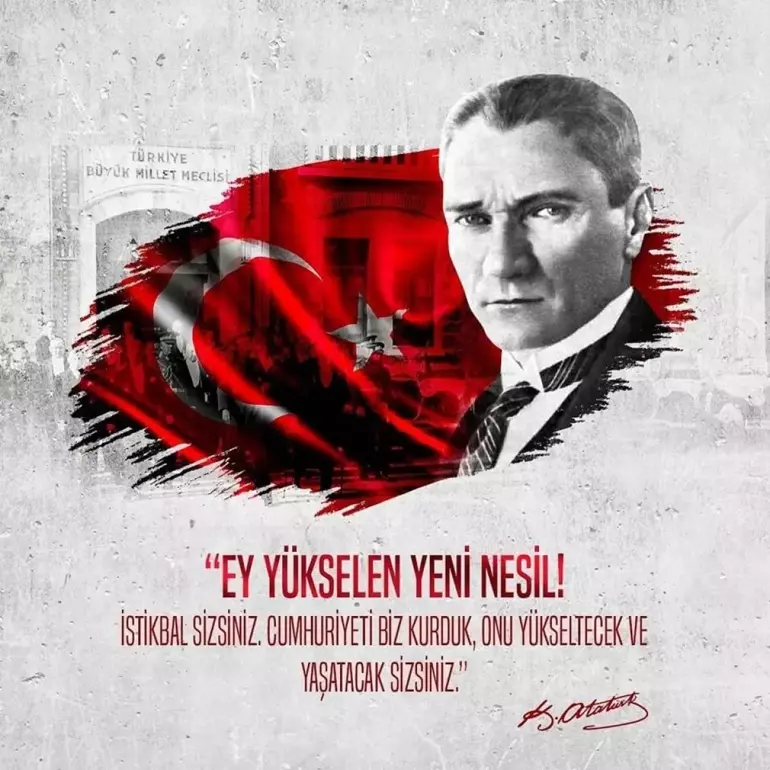 TÜRKİYE
BÜYÜK MİLLET MECLİSİ
“EY YÜKSELEN YENİ NESİL!
İSTİKBAL SİZSİNİZ. CUMHURİYETİ BİZ KURDUK, ONU YÜKSELTECEK VE
YAŞATACAK SİZSİNİZ.”
K. Atatürk